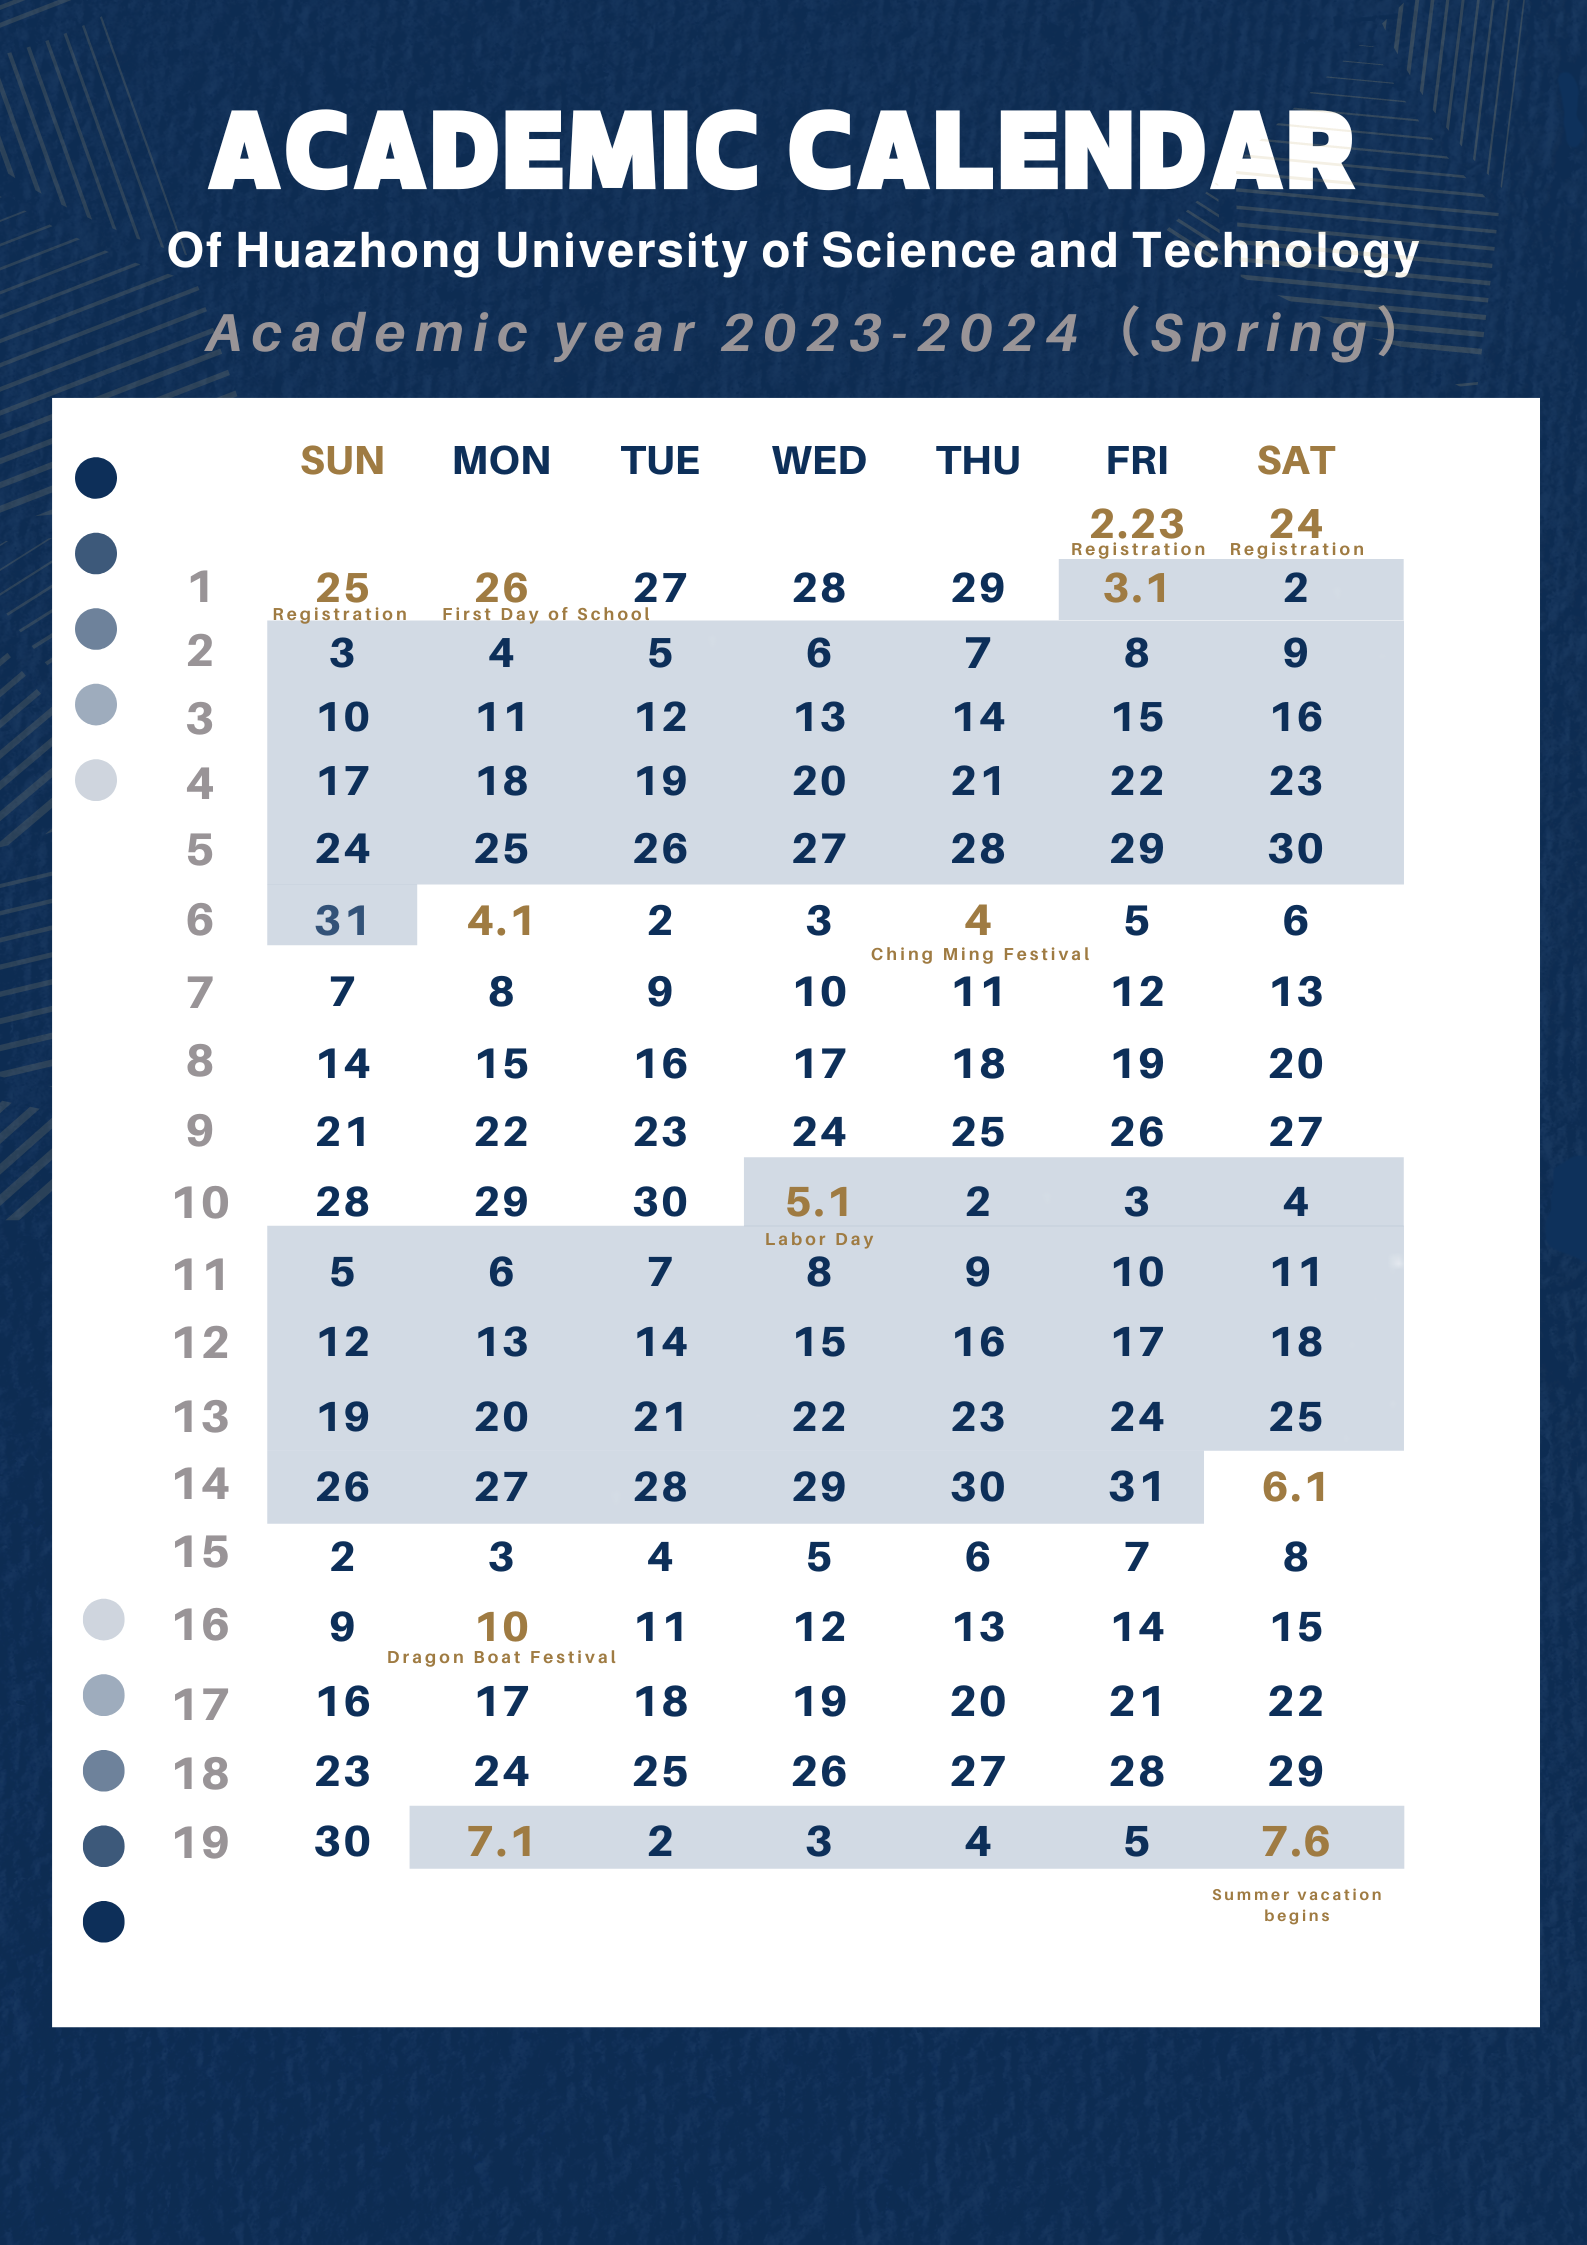 ACADEMIC CALENDAR
Of Huazhong University of Science and Technology
Academic year 2023-2024（Spring）
SUN MON TUE WED THU FRI SAT
2.23 24
Registration Registration
1 25 26 27 28 29 3.1 2
Registration First Day of School
2 3 4 5 6 7 8 9
3 10 11 12 13 14 15 16
4 17 18 19 20 21 22 23
5 24 25 26 27 28 29 30
6 31 4.1 2 3 4 5 6
Ching Ming Festival
7 7 8 9 10 11 12 13
8 14 15 16 17 18 19 20
9 21 22 23 24 25 26 27
10 28 29 30 5.1 2 3 4
Labor Day
11 5 6 7 8 9 10 11
12 12 13 14 15 16 17 18
13 19 20 21 22 23 24 25
14 26 27 28 29 30 31 6.1
15 2 3 4 5 6 7 8
16 9 10 11 12 13 14 15
Dragon Boat Festival
17 16 17 18 19 20 21 22
18 23 24 25 26 27 28 29
19 30 7.1 2 3 4 5 7.6
Summer vacation
begins